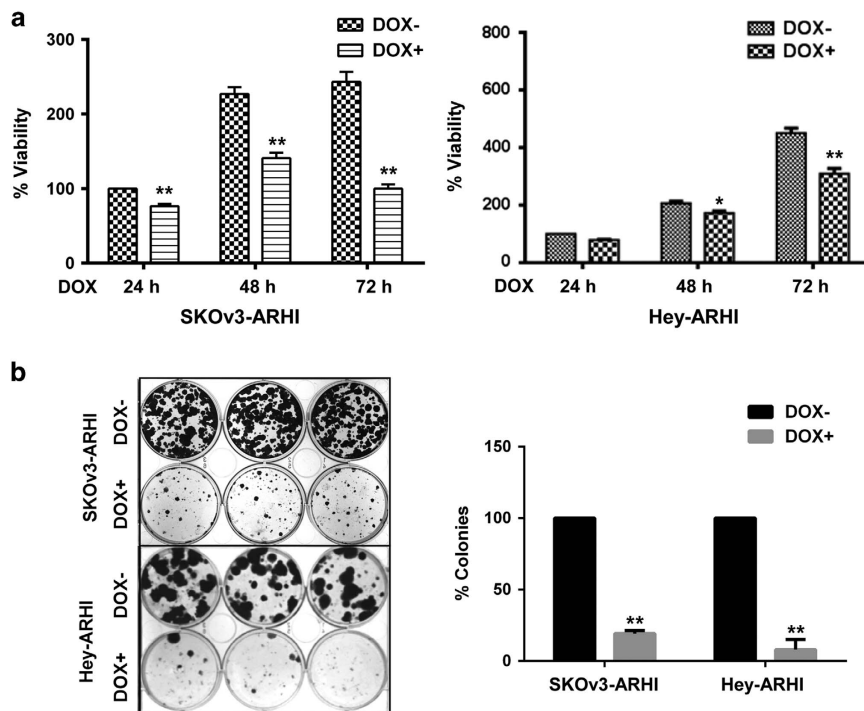 a
DOX-
DOX+
% Viability
300
200
100
0
**
**
**
DOX 24 h 48 h 72 h
SKOv3-ARHI
DOX-
DOX+
% Viability
800
600
400
200
0
*
**
DOX 24 h 48 h 72 h
Hey-ARHI
b
SKOv3-ARHI
DOX-
DOX+
Hey-ARHI
DOX-
DOX+
DOX-
DOX+
% Colonies
150
100
50
0
**
**
SKOv3-ARHI Hey-ARHI